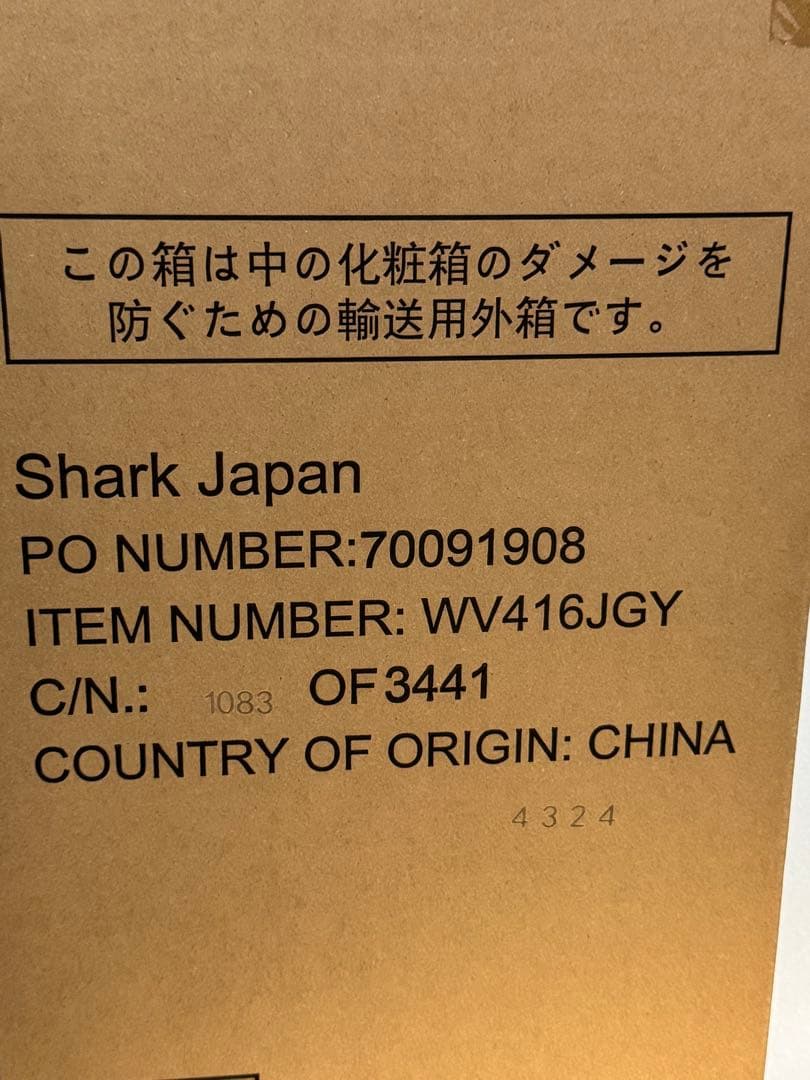 この箱は中の化粧箱のダメージを
防ぐための輸送用外箱です。
Shark Japan
PO NUMBER:70091908
ITEM NUMBER: WV416JGY
C/N.: 1083 OF 3441
COUNTRY OF ORIGIN: CHINA
4324